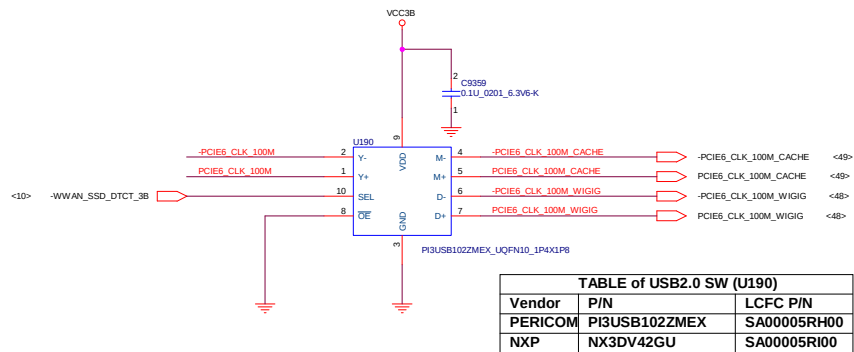 VCC3B
2
C9359
0.1U_0201_6.3V6-K
1
9
U190
-PCIE6_CLK_100M 2 Y- VDD M- 4 -PCIE6_CLK_100M_CACHE -PCIE6_CLK_100M_CACHE <49>
PCIE6_CLK_100M 1 Y+ M+ 5 PCIE6_CLK_100M_CACHE PCIE6_CLK_100M_CACHE <49>
<10> -WWAN_SSD_DTCT_3B 10 SEL D- 6 -PCIE6_CLK_100M_WIGIG -PCIE6_CLK_100M_WIGIG <48>
8 OE GND D+ 7 PCIE6_CLK_100M_WIGIG PCIE6_CLK_100M_WIGIG <48>
3
PI3USB102ZMEX_UQFN10_1P4X1P8
TABLE of USB2.0 SW (U190)
Vendor P/N LCFC P/N
PERICOM PI3USB102ZMEX SA00005RH00
NXP NX3DV42GU SA00005RI00